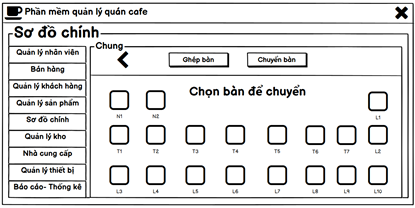 Phần mềm quản lý quán cafe
Sơ đồ chính
Quản lý nhân viên
Bán hàng
Quản lý khách hàng
Quản lý sản phẩm
Sơ đồ chính
Quản lý kho
Nhà cung cấp
Quản lý thiết bị
Báo cáo- Thống kê
Chung
Ghép bàn Chuyển bàn
Chọn bàn để chuyển
N1 N2 L1
T1 T2 T3 T4 T5 T6 T7 L2
L3 L4 L5 L6 L7 L8 L9 L10